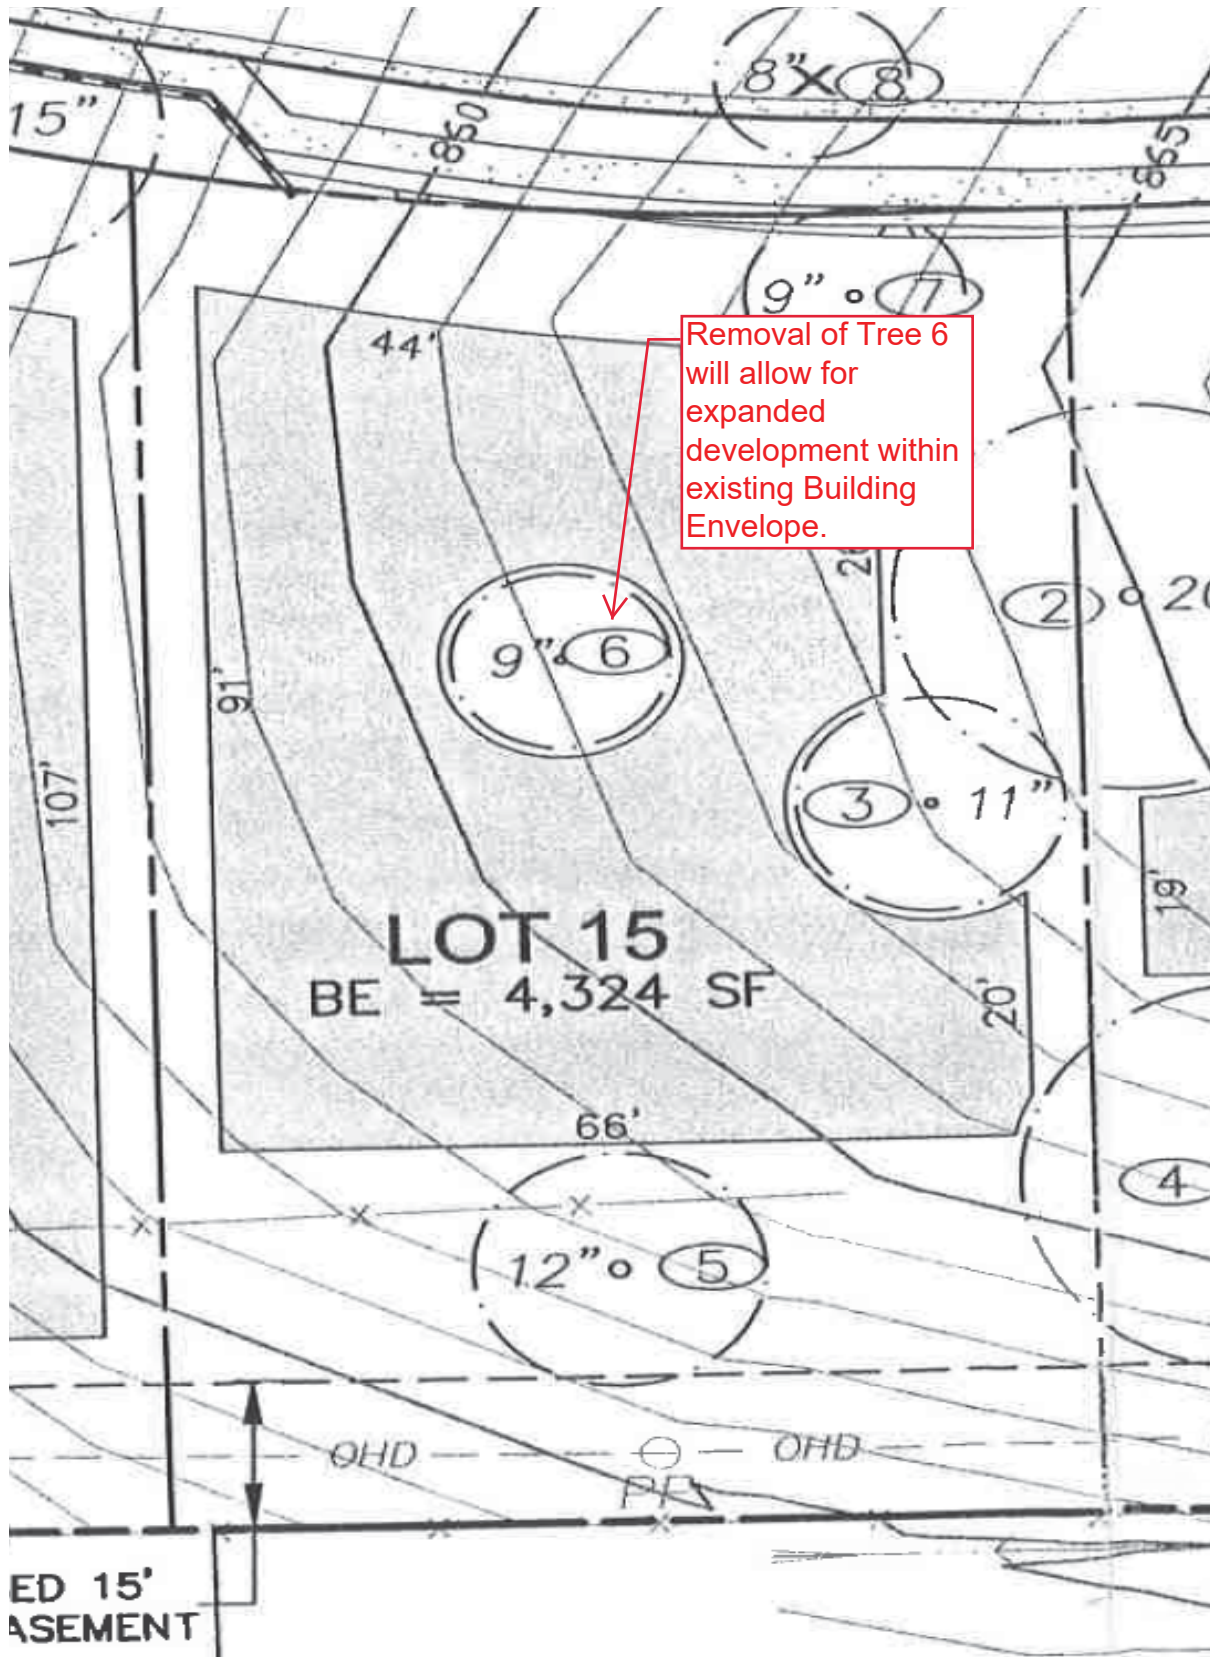 8" 8
15"
860
865
9" 7
44'
Removal of Tree 6
will allow for
expanded
development within
existing Building
Envelope.
2 20
9" 6
91'
107'
3 11"
19'
LOT 15
BE = 4,324 SF
20'
66'
4
12" 5
OHD OHD
ED 15'
ASEMENT